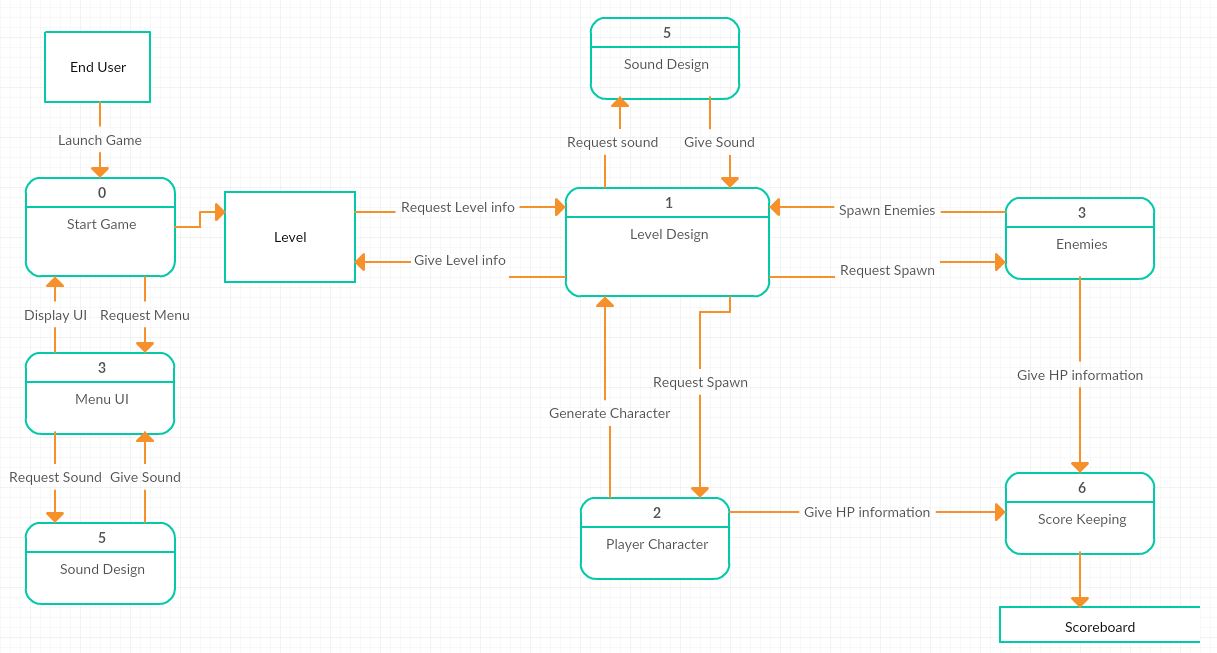 5
Sound Design
End User
Launch Game
Request sound
Give Sound
0
Start Game
Level
Request Level info
Give Level info
1
Level Design
Spawn Enemies
Request Spawn
3
Enemies
Display UI
Request Menu
3
Menu UI
Request Spawn
Generate Character
Give HP information
Request Sound
Give Sound
2
Player Character
Give HP information
6
Score Keeping
5
Sound Design
Scoreboard